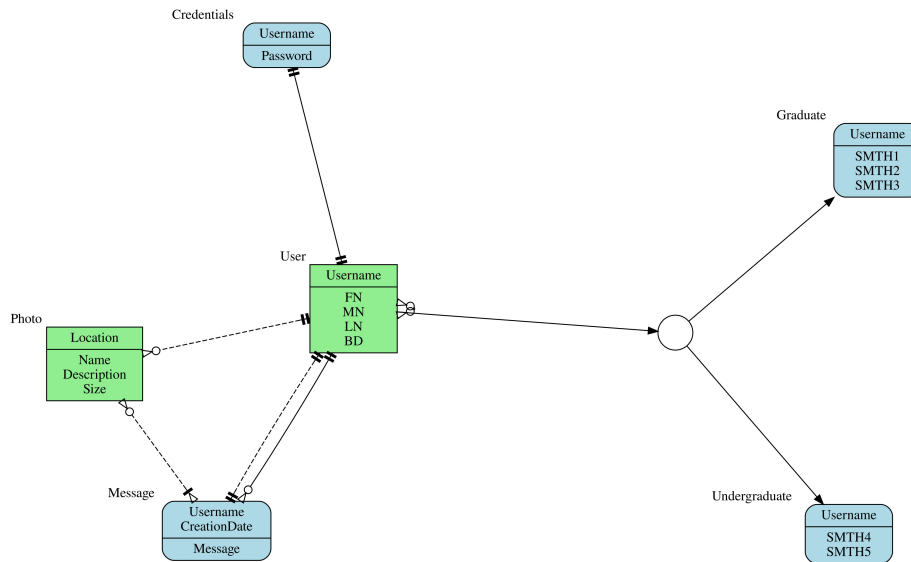 Credentials
Username
Password
Graduate
Username
SMTH1
SMTH2
SMTH3
User
Username
FN
MN
LN
BD
Photo
Location
Name
Description
Size
Message
Username
CreationDate
Message
Undergraduate
Username
SMTH4
SMTH5